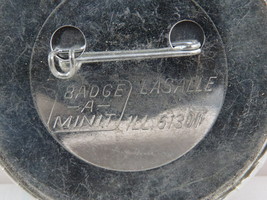 BADGE LASALLE
-A-
MINIT ILL. 61301